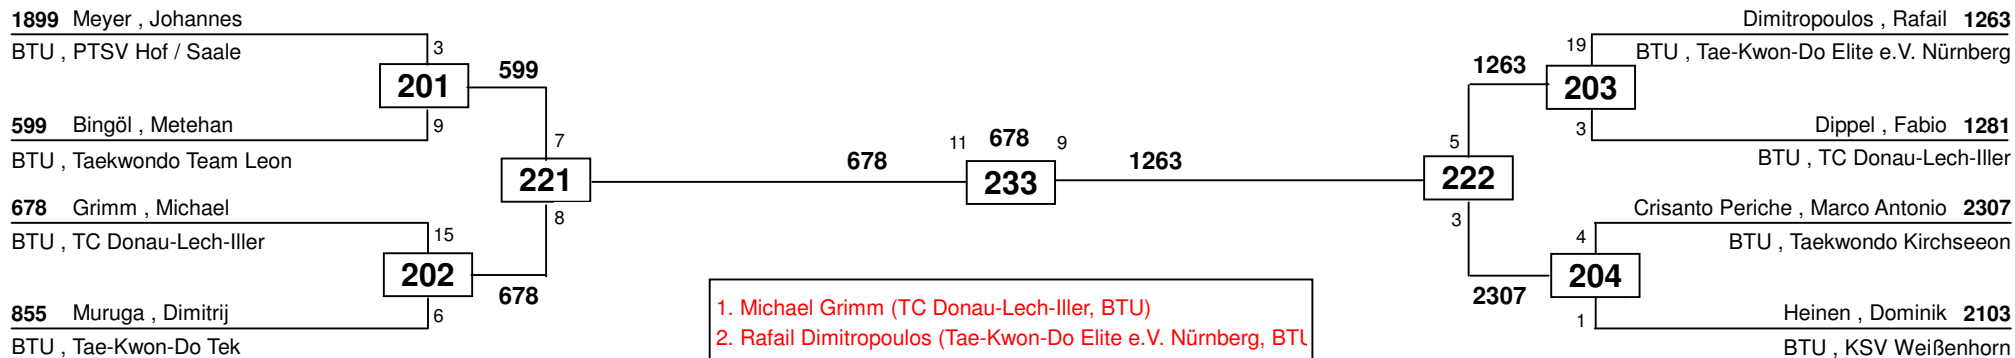 1899 Meyer , Johannes
BTU , PTSV Hof / Saale
3
201
599
9
599 Bingöl , Metehan
BTU , Taekwondo Team Leon
7
221
8
678 Grimm , Michael
BTU , TC Donau-Lech-Iller
15
202
678
6
855 Muruga , Dimitrij
BTU , Tae-Kwon-Do Tek
678
11 678 9
233
1263
Dimitropoulos , Rafail 1263
BTU , Tae-Kwon-Do Elite e.V. Nürnberg
19
1263
203
3
Dippel , Fabio 1281
BTU , TC Donau-Lech-Iller
5
222
3
Crisanto Periche , Marco Antonio 2307
BTU , Taekwondo Kirchseeon
4
204
2307
1
Heinen , Dominik 2103
BTU , KSV Weißenhorn
1. Michael Grimm (TC Donau-Lech-Iller, BTU)
2. Rafail Dimitropoulos (Tae-Kwon-Do Elite e.V. Nürnberg, BTU